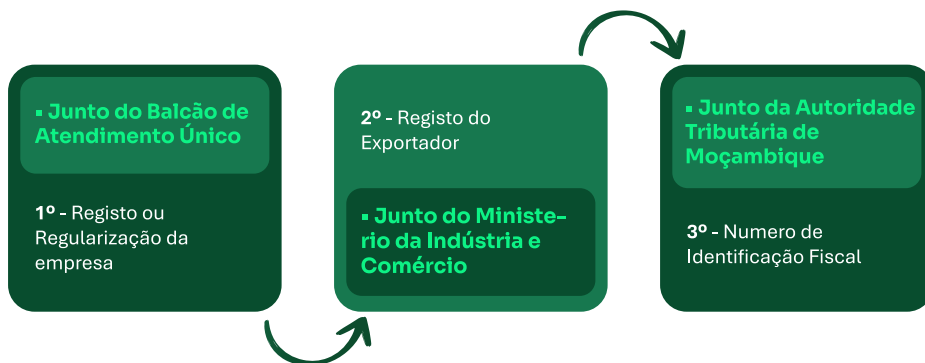 ▪ Junto do Balcão de
Atendimento Único
1º - Registo ou
Regularização da
empresa
2º - Registo do
Exportador
▪ Junto do Ministe-
rio da Indústria e
Comércio
▪ Junto da Autoridade
Tributária de
Moçambique
3º - Numero de
Identificação Fiscal